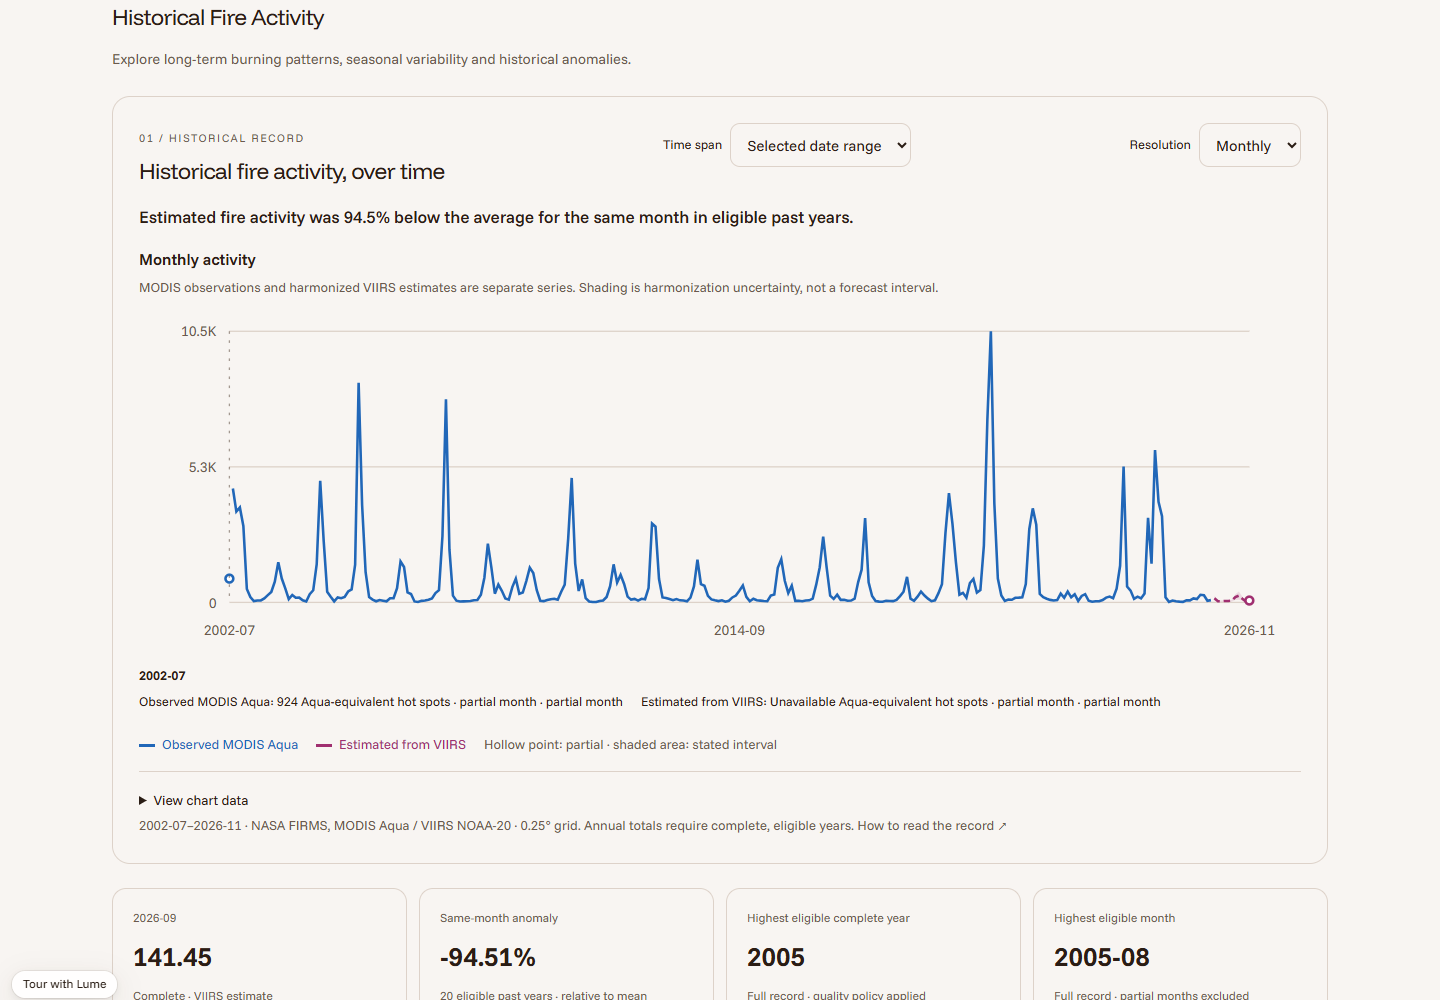 Historical Fire Activity
Explore long-term burning patterns, seasonal variability and historical anomalies.
01 / HISTORICAL RECORD
Time span Selected date range
Resolution Monthly
Historical fire activity, over time
Estimated fire activity was 94.5% below the average for the same month in eligible past years.
Monthly activity
MODIS observations and harmonized VIIRS estimates are separate series. Shading is harmonization uncertainty, not a forecast interval.
10.5K
5.3K
0
2002-07 2014-09 2026-11
2002-07
Observed MODIS Aqua: 924 Aqua-equivalent hot spots · partial month · partial month Estimated from VIIRS: Unavailable Aqua-equivalent hot spots · partial month · partial month
Observed MODIS Aqua Estimated from VIIRS Hollow point: partial · shaded area: stated interval
View chart data
2002-07–2026-11 · NASA FIRMS, MODIS Aqua / VIIRS NOAA-20 · 0.25° grid. Annual totals require complete, eligible years. How to read the record ↗
2026-09
141.45
Complete · VIIRS estimate
Same-month anomaly
-94.51%
20 eligible past years · relative to mean
Highest eligible complete year
2005
Full record · quality policy applied
Highest eligible month
2005-08
Full record · partial months excluded
Tour with Lume